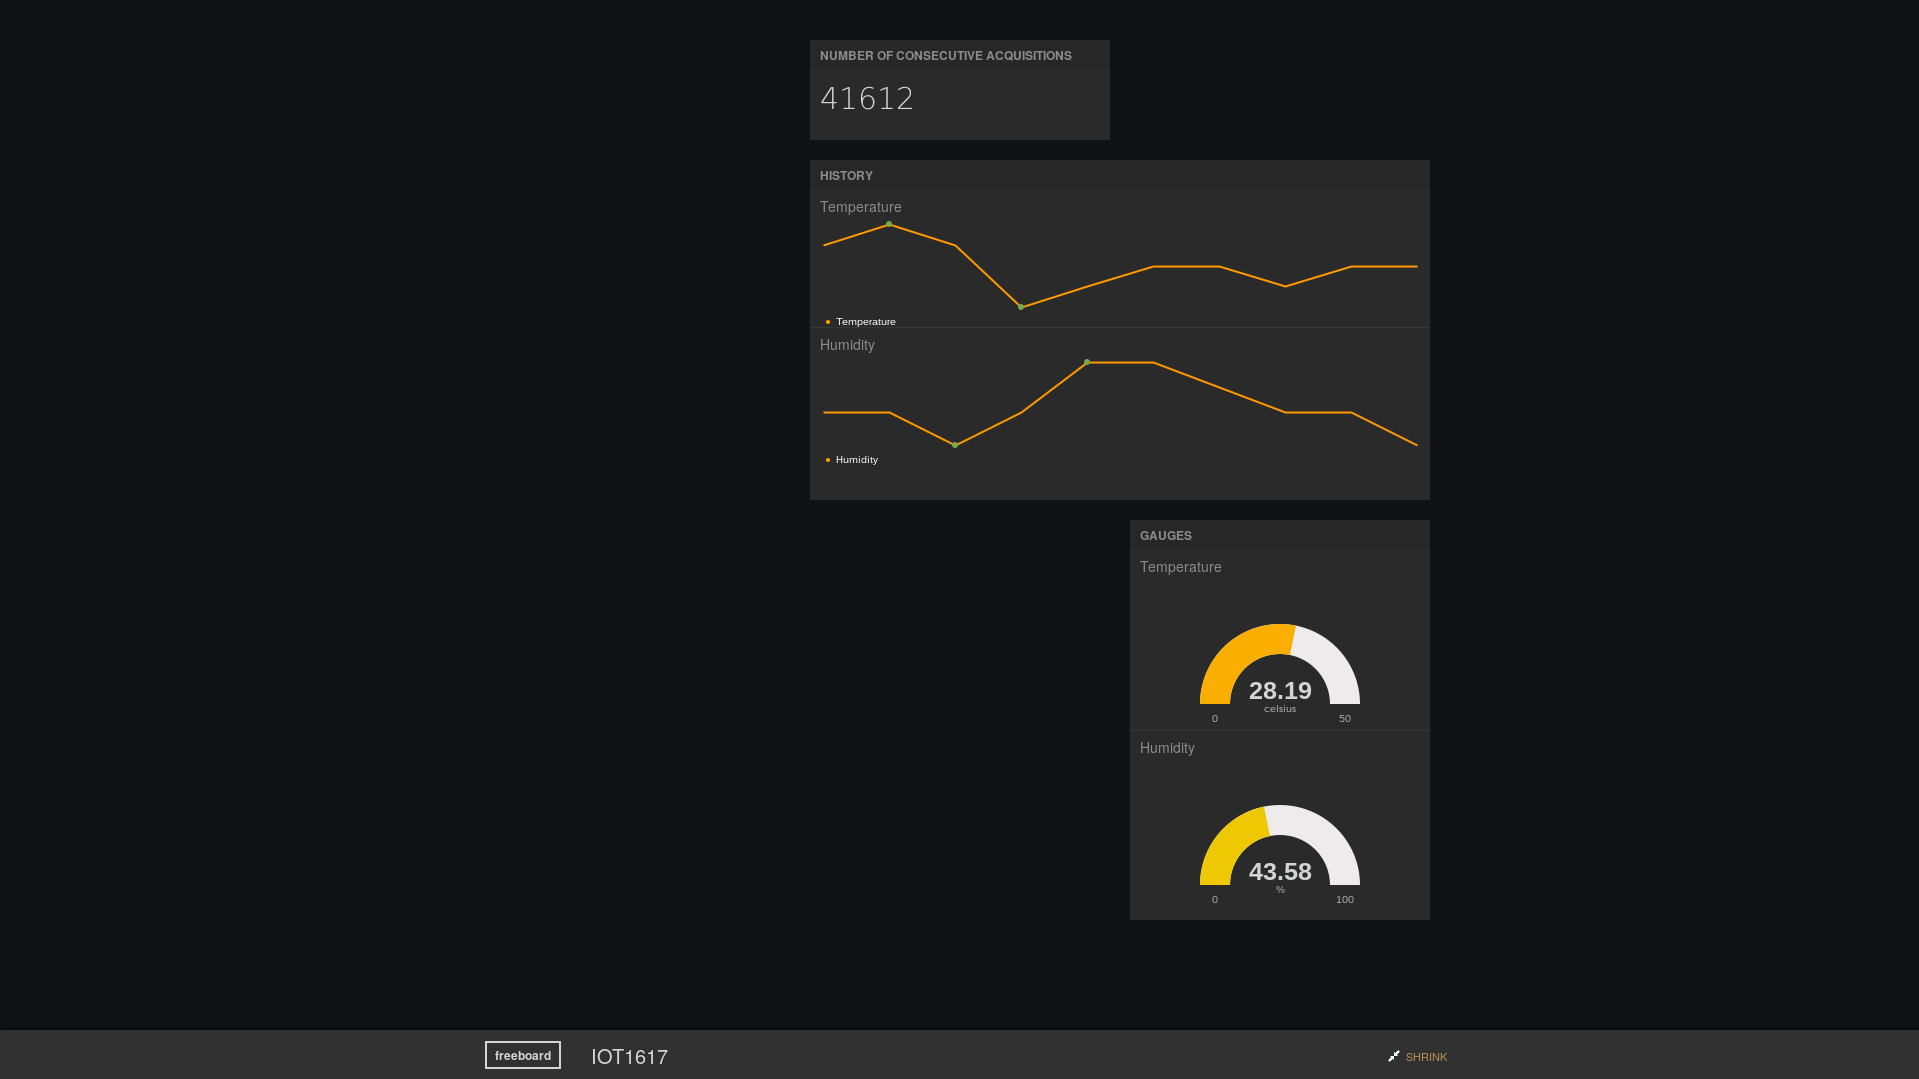 NUMBER OF CONSECUTIVE ACQUISITIONS
41612
HISTORY
Temperature
Temperature
Humidity
Humidity
GAUGES
Temperature
28.19
celsius
0 50
Humidity
43.58
%
0 100
freeboard IOT1617 SHRINK